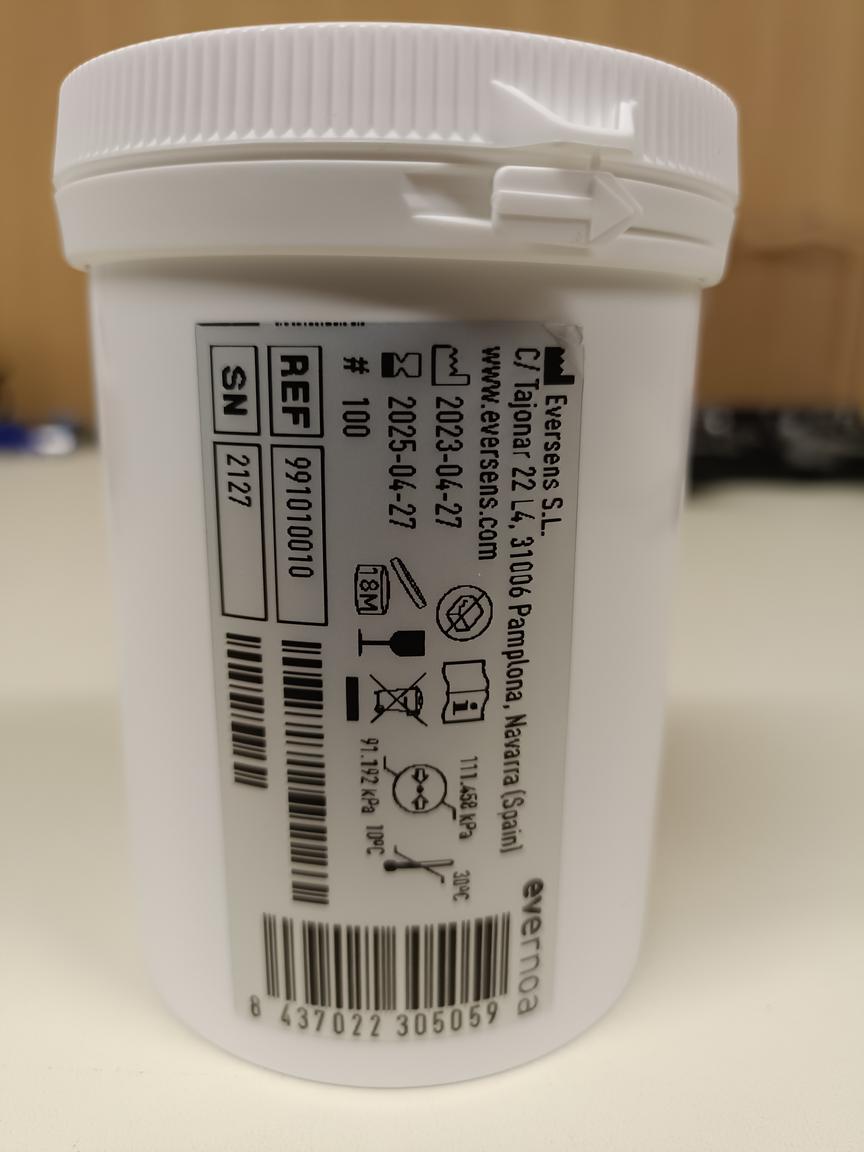 Eversens S.L.
C/ Tajonar 22 L4, 31006 Pamplona, Navarra (Spain)
www.eversens.com
2023-04-27
2025-04-27
# 100
18M
111.458 kPa
91.192 kPa
30ºC
10ºC
REF 991010010
SN 2127
evernoa
8 437022 305059